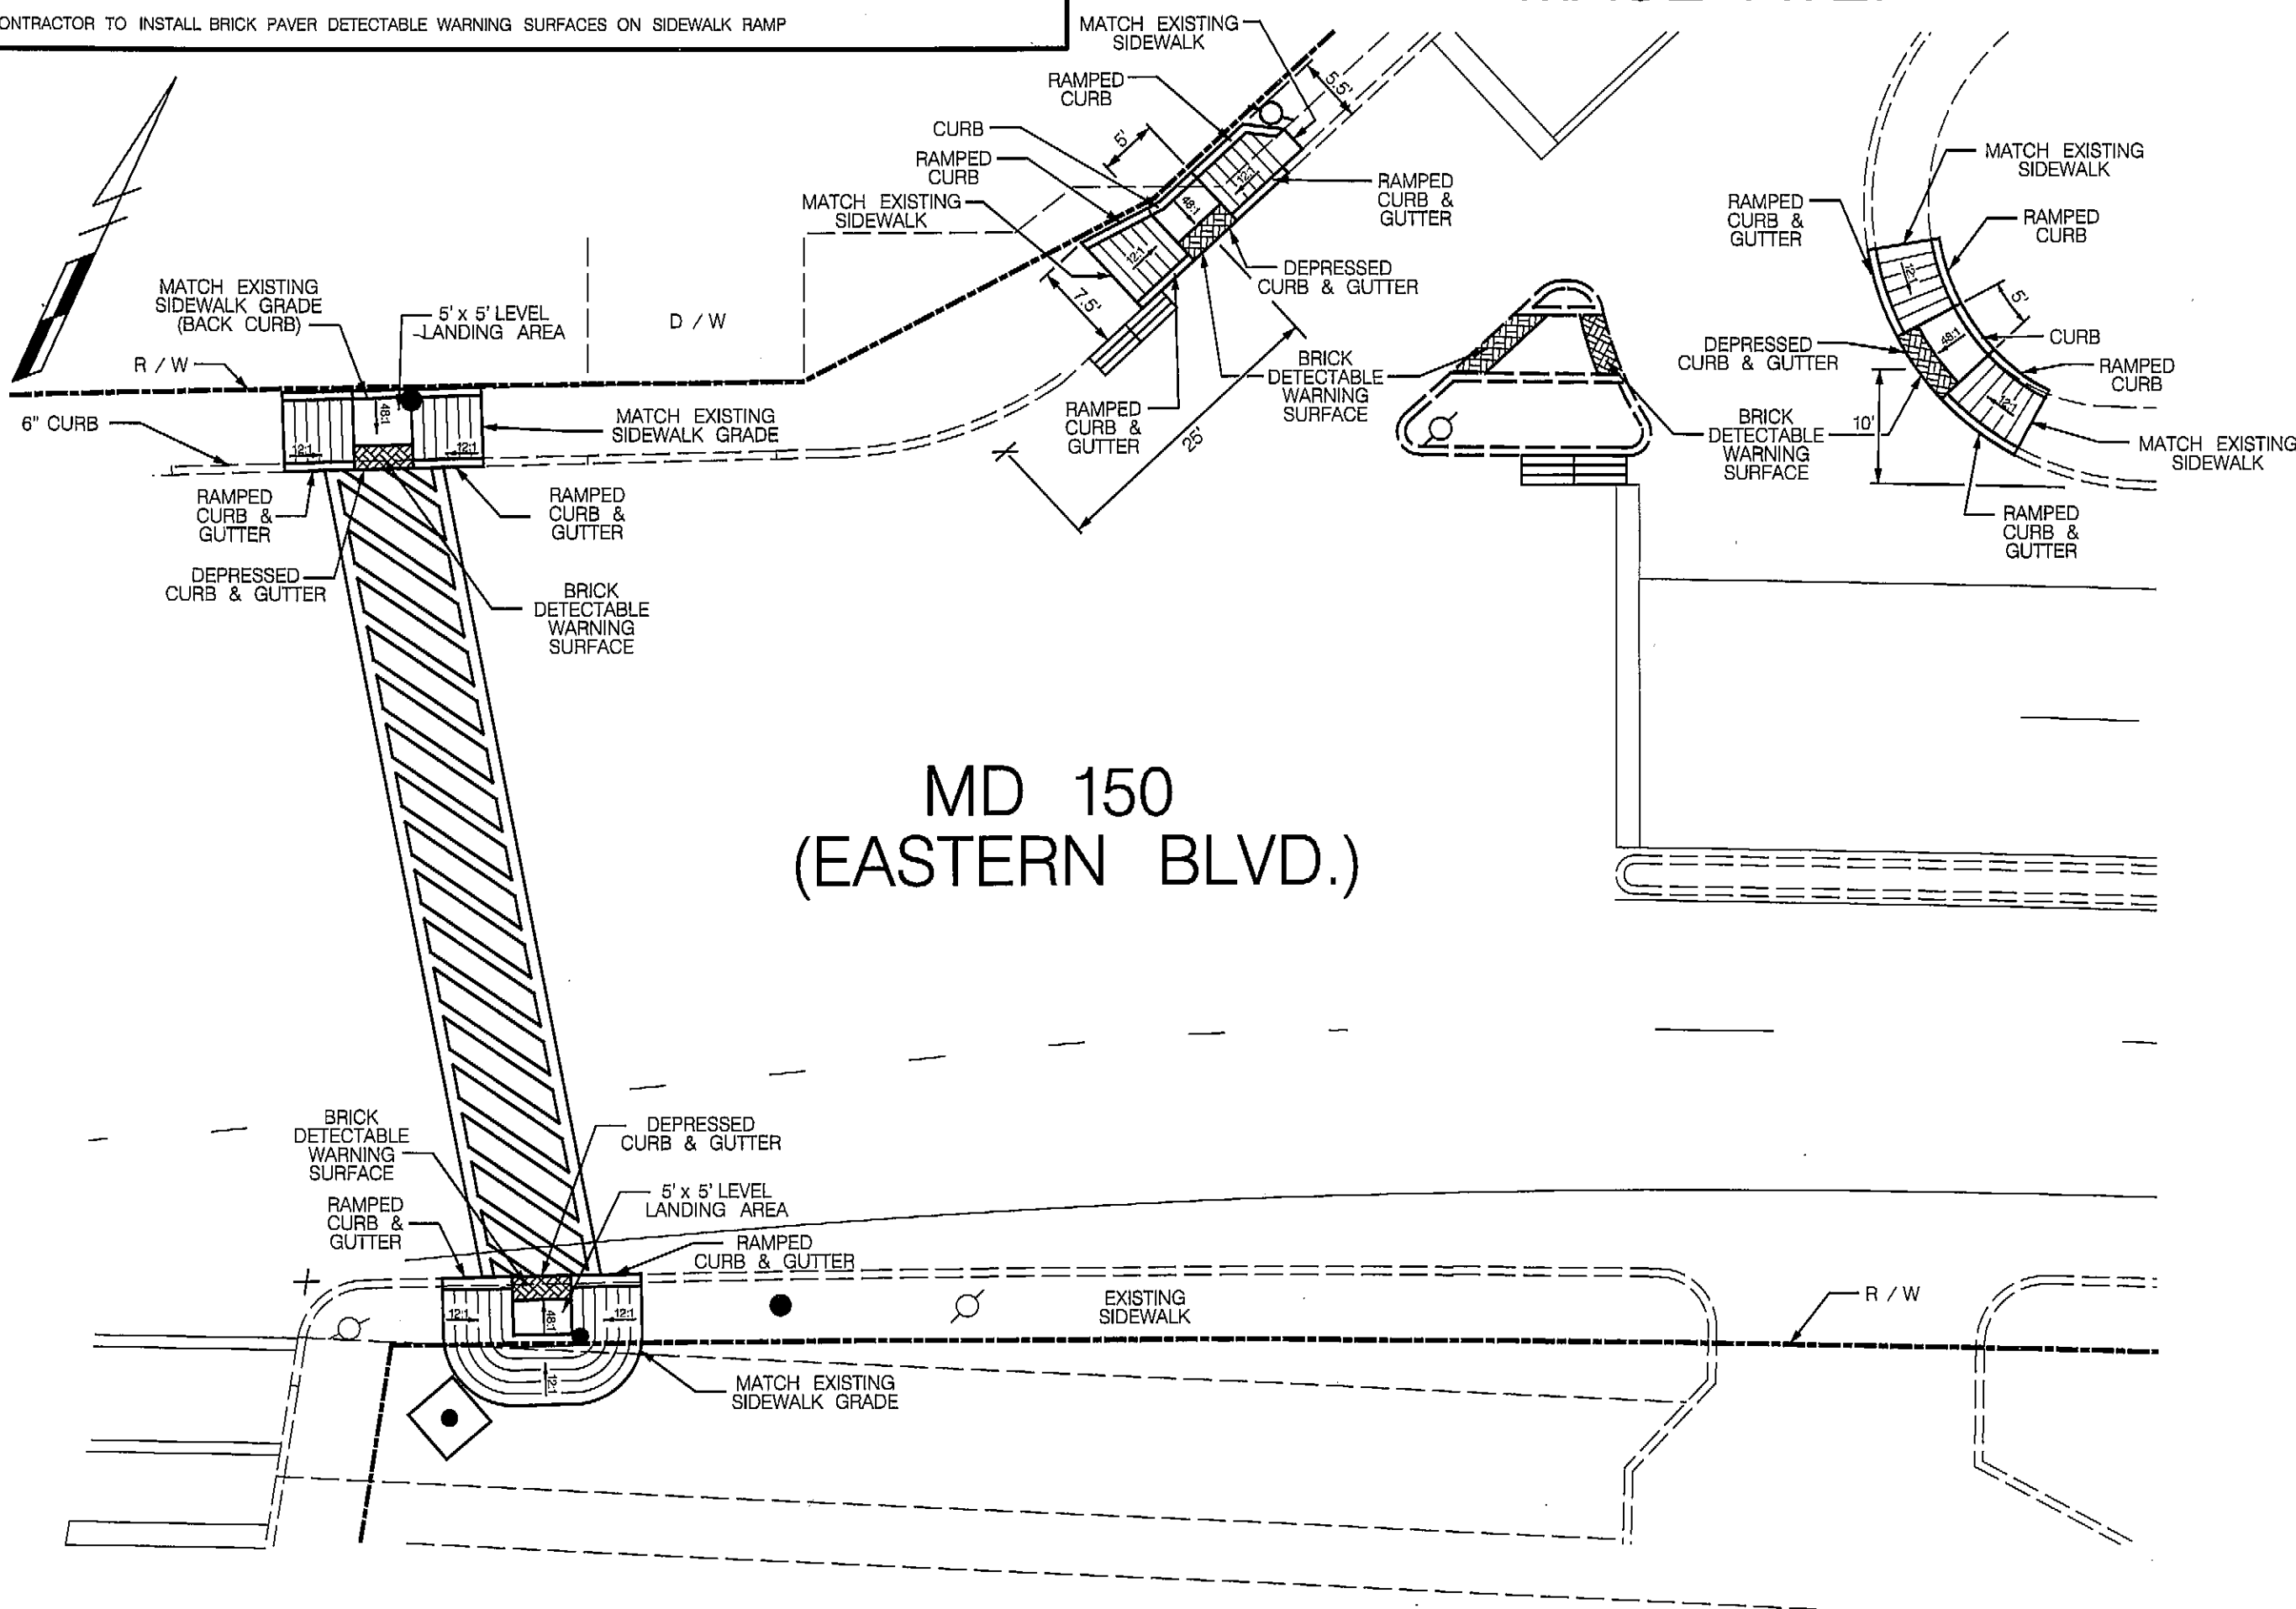 CONTRACTOR TO INSTALL BRICK PAVER DETECTABLE WARNING SURFACES ON SIDEWALK RAMP
MATCH EXISTING
SIDEWALK
RAMPED
CURB
5.5'
CURB
5'
RAMPED
CURB
MATCH EXISTING
SIDEWALK
12:1
48:1
12:1
7.5'
RAMPED
CURB &
GUTTER
DEPRESSED
CURB & GUTTER
BRICK
DETECTABLE
WARNING
SURFACE
RAMPED
CURB &
GUTTER
25'
MATCH EXISTING
SIDEWALK
RAMPED
CURB &
GUTTER
RAMPED
CURB
12:1
5'
48:1
CURB
DEPRESSED
CURB & GUTTER
RAMPED
CURB
12:1
10'
BRICK
DETECTABLE
WARNING
SURFACE
MATCH EXISTING
SIDEWALK
RAMPED
CURB &
GUTTER
MATCH EXISTING
SIDEWALK GRADE
(BACK CURB)
5' x 5' LEVEL
LANDING AREA
D / W
R / W
6" CURB
48:1
12:1
12:1
MATCH EXISTING
SIDEWALK GRADE
RAMPED
CURB &
GUTTER
RAMPED
CURB &
GUTTER
DEPRESSED
CURB & GUTTER
BRICK
DETECTABLE
WARNING
SURFACE
MD 150
(EASTERN BLVD.)
BRICK
DETECTABLE
WARNING
SURFACE
DEPRESSED
CURB & GUTTER
5' x 5' LEVEL
LANDING AREA
RAMPED
CURB &
GUTTER
RAMPED
CURB & GUTTER
12:1
48:1
12:1
12:1
EXISTING
SIDEWALK
R / W
MATCH EXISTING
SIDEWALK GRADE